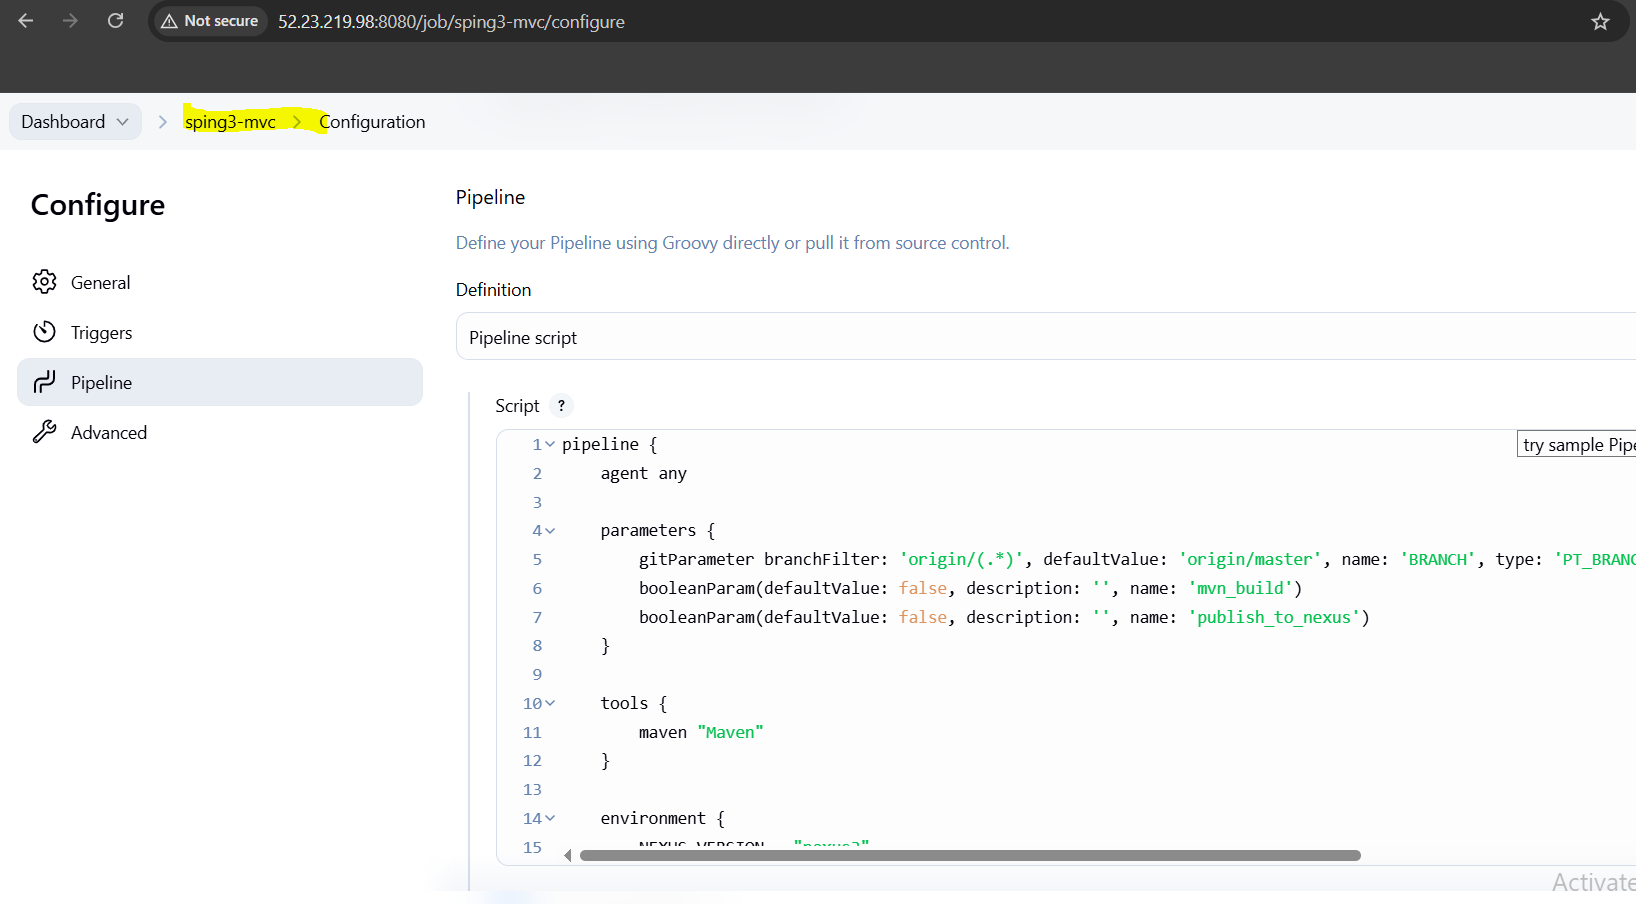 Not secure 52.23.219.98:8080/job/sping3-mvc/configure
Dashboard sping3-mvc Configuration
Configure
General
Triggers
Pipeline
Advanced
Pipeline
Define your Pipeline using Groovy directly or pull it from source control.
Definition
Pipeline script
Script ?
try sample Pipe
1 pipeline {
2 agent any
3
4 parameters {
5 gitParameter branchFilter: 'origin/(.*)', defaultValue: 'origin/master', name: 'BRANCH', type: 'PT_BRANC
6 booleanParam(defaultValue: false, description: '', name: 'mvn_build')
7 booleanParam(defaultValue: false, description: '', name: 'publish_to_nexus')
8 }
9
10 tools {
11 maven "Maven"
12 }
13
14 environment {
15 NEXUS_VERSION "nexus3"
Activate